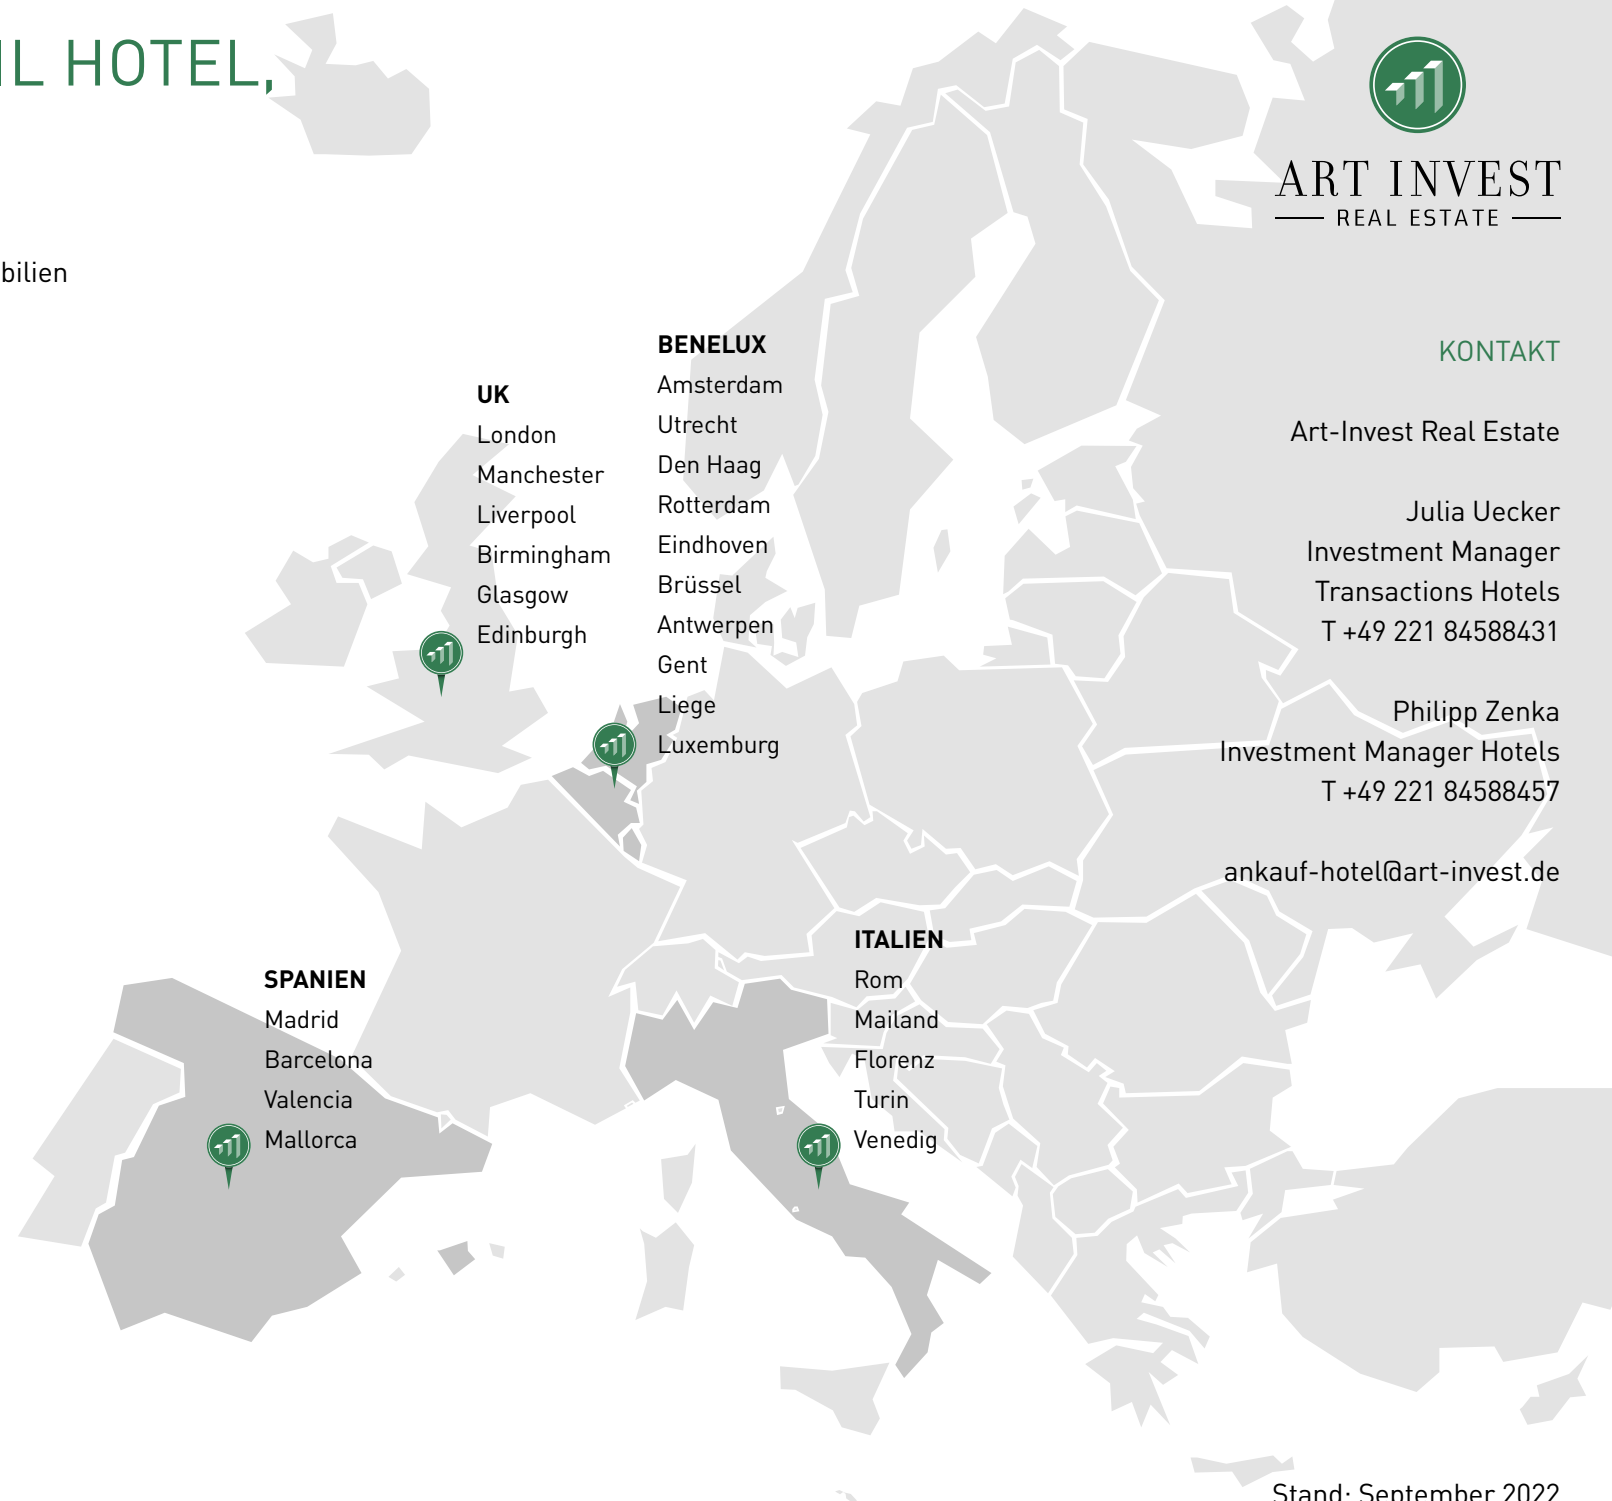 IL HOTEL,
bilien
UK
London
Manchester
Liverpool
Birmingham
Glasgow
Edinburgh
BENELUX
Amsterdam
Utrecht
Den Haag
Rotterdam
Eindhoven
Brüssel
Antwerpen
Gent
Liege
Luxemburg
SPANIEN
Madrid
Barcelona
Valencia
Mallorca
ITALIEN
Rom
Mailand
Florenz
Turin
Venedig
ART INVEST
REAL ESTATE
KONTAKT
Art-Invest Real Estate
Julia Uecker
Investment Manager
Transactions Hotels
T +49 221 84588431
Philipp Zenka
Investment Manager Hotels
T +49 221 84588457
ankauf-hotel@art-invest.de
Stand: September 2022